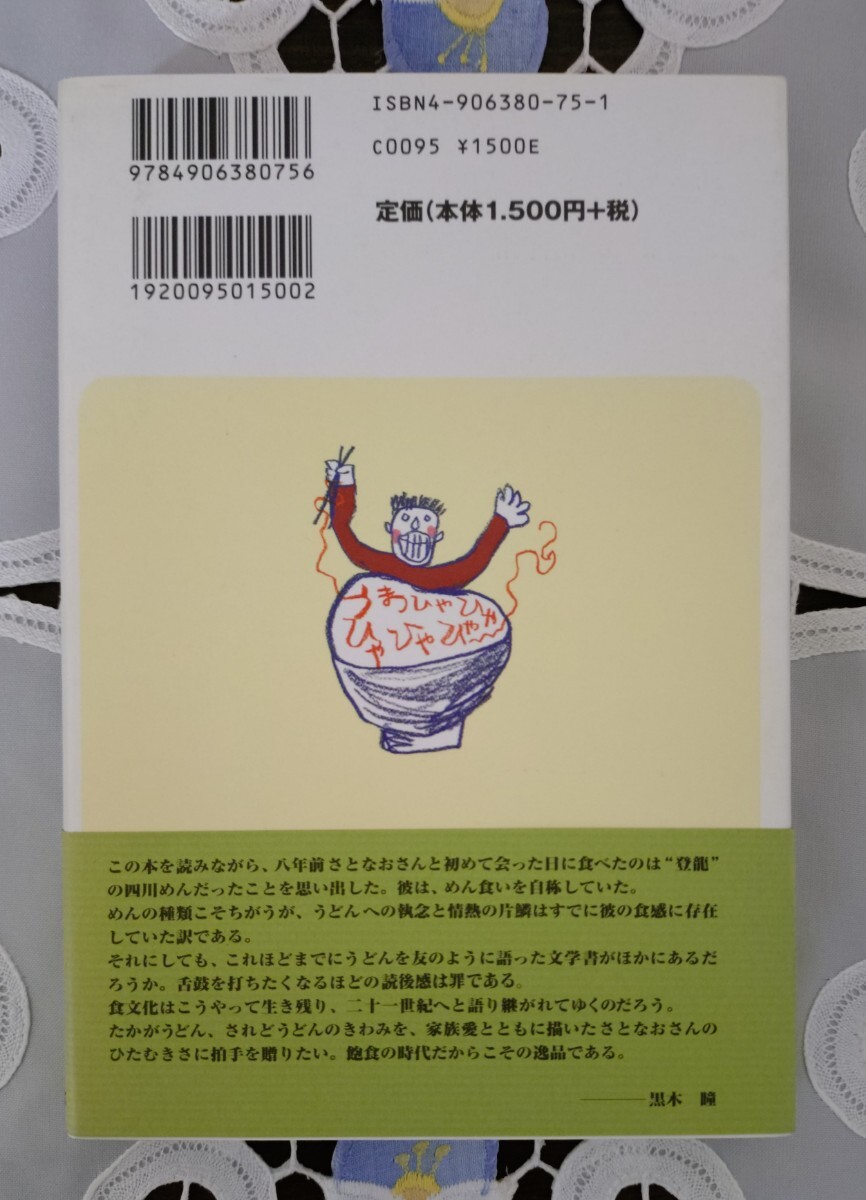 ISBN4-906380-75-1
9784906380756
C0095 ¥1500E
定価(本体1.500円+税)
1920095015002
うまひゃひゃ
ひゃひゃひゃ〜
この本を読みながら、八年前さとなおさんと初めて会った日に食べたのは“登龍”
の四川めんだったことを思い出した。彼は、めん食いを自称していた。
めんの種類こそちがうが、うどんへの執念と情熱の片鱗はすでに彼の食感に存在
していた訳である。
それにしても、これほどまでにうどんを友のように語った文学書がほかにあるだ
ろうか。舌鼓を打ちたくなるほどの読後感は罪である。
食文化はこうやって生き残り、二十一世紀へと語り継がれてゆくのだろう。
たかがうどん、されどうどんのきわみを、家族愛とともに描いたさとなおさんの
ひたむきさに拍手を贈りたい。飽食の時代だからこその逸品である。
———黒木　瞳